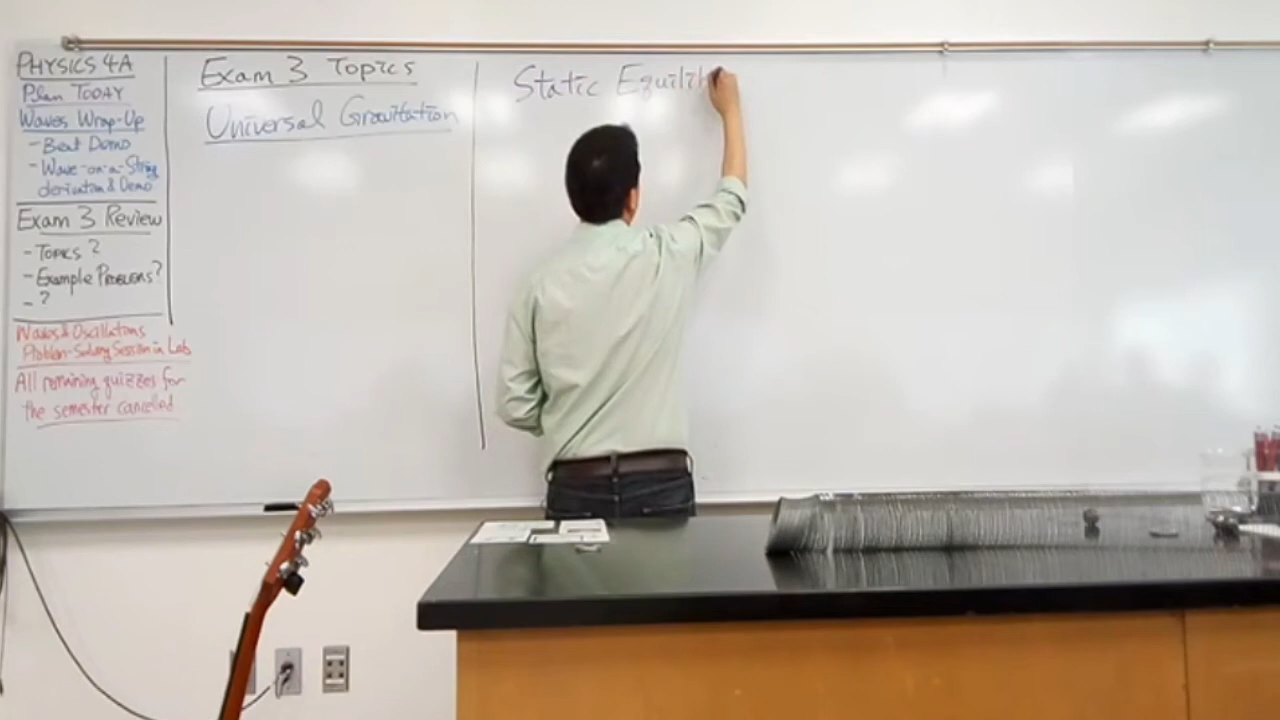 PHYSICS 4A
Plan TODAY
Waves Wrap-Up
- Beat Demo
- Wave-on-a-String
derivation & Demo
Exam 3 Review
- TOPICS ?
- Example PROBLEMS?
- ?
Waves & Oscillations
Problem-Solving Session in Lab
All remaining quizzes for
the semester canceled
Exam 3 Topics
Universal Gravitation
Static Equilib